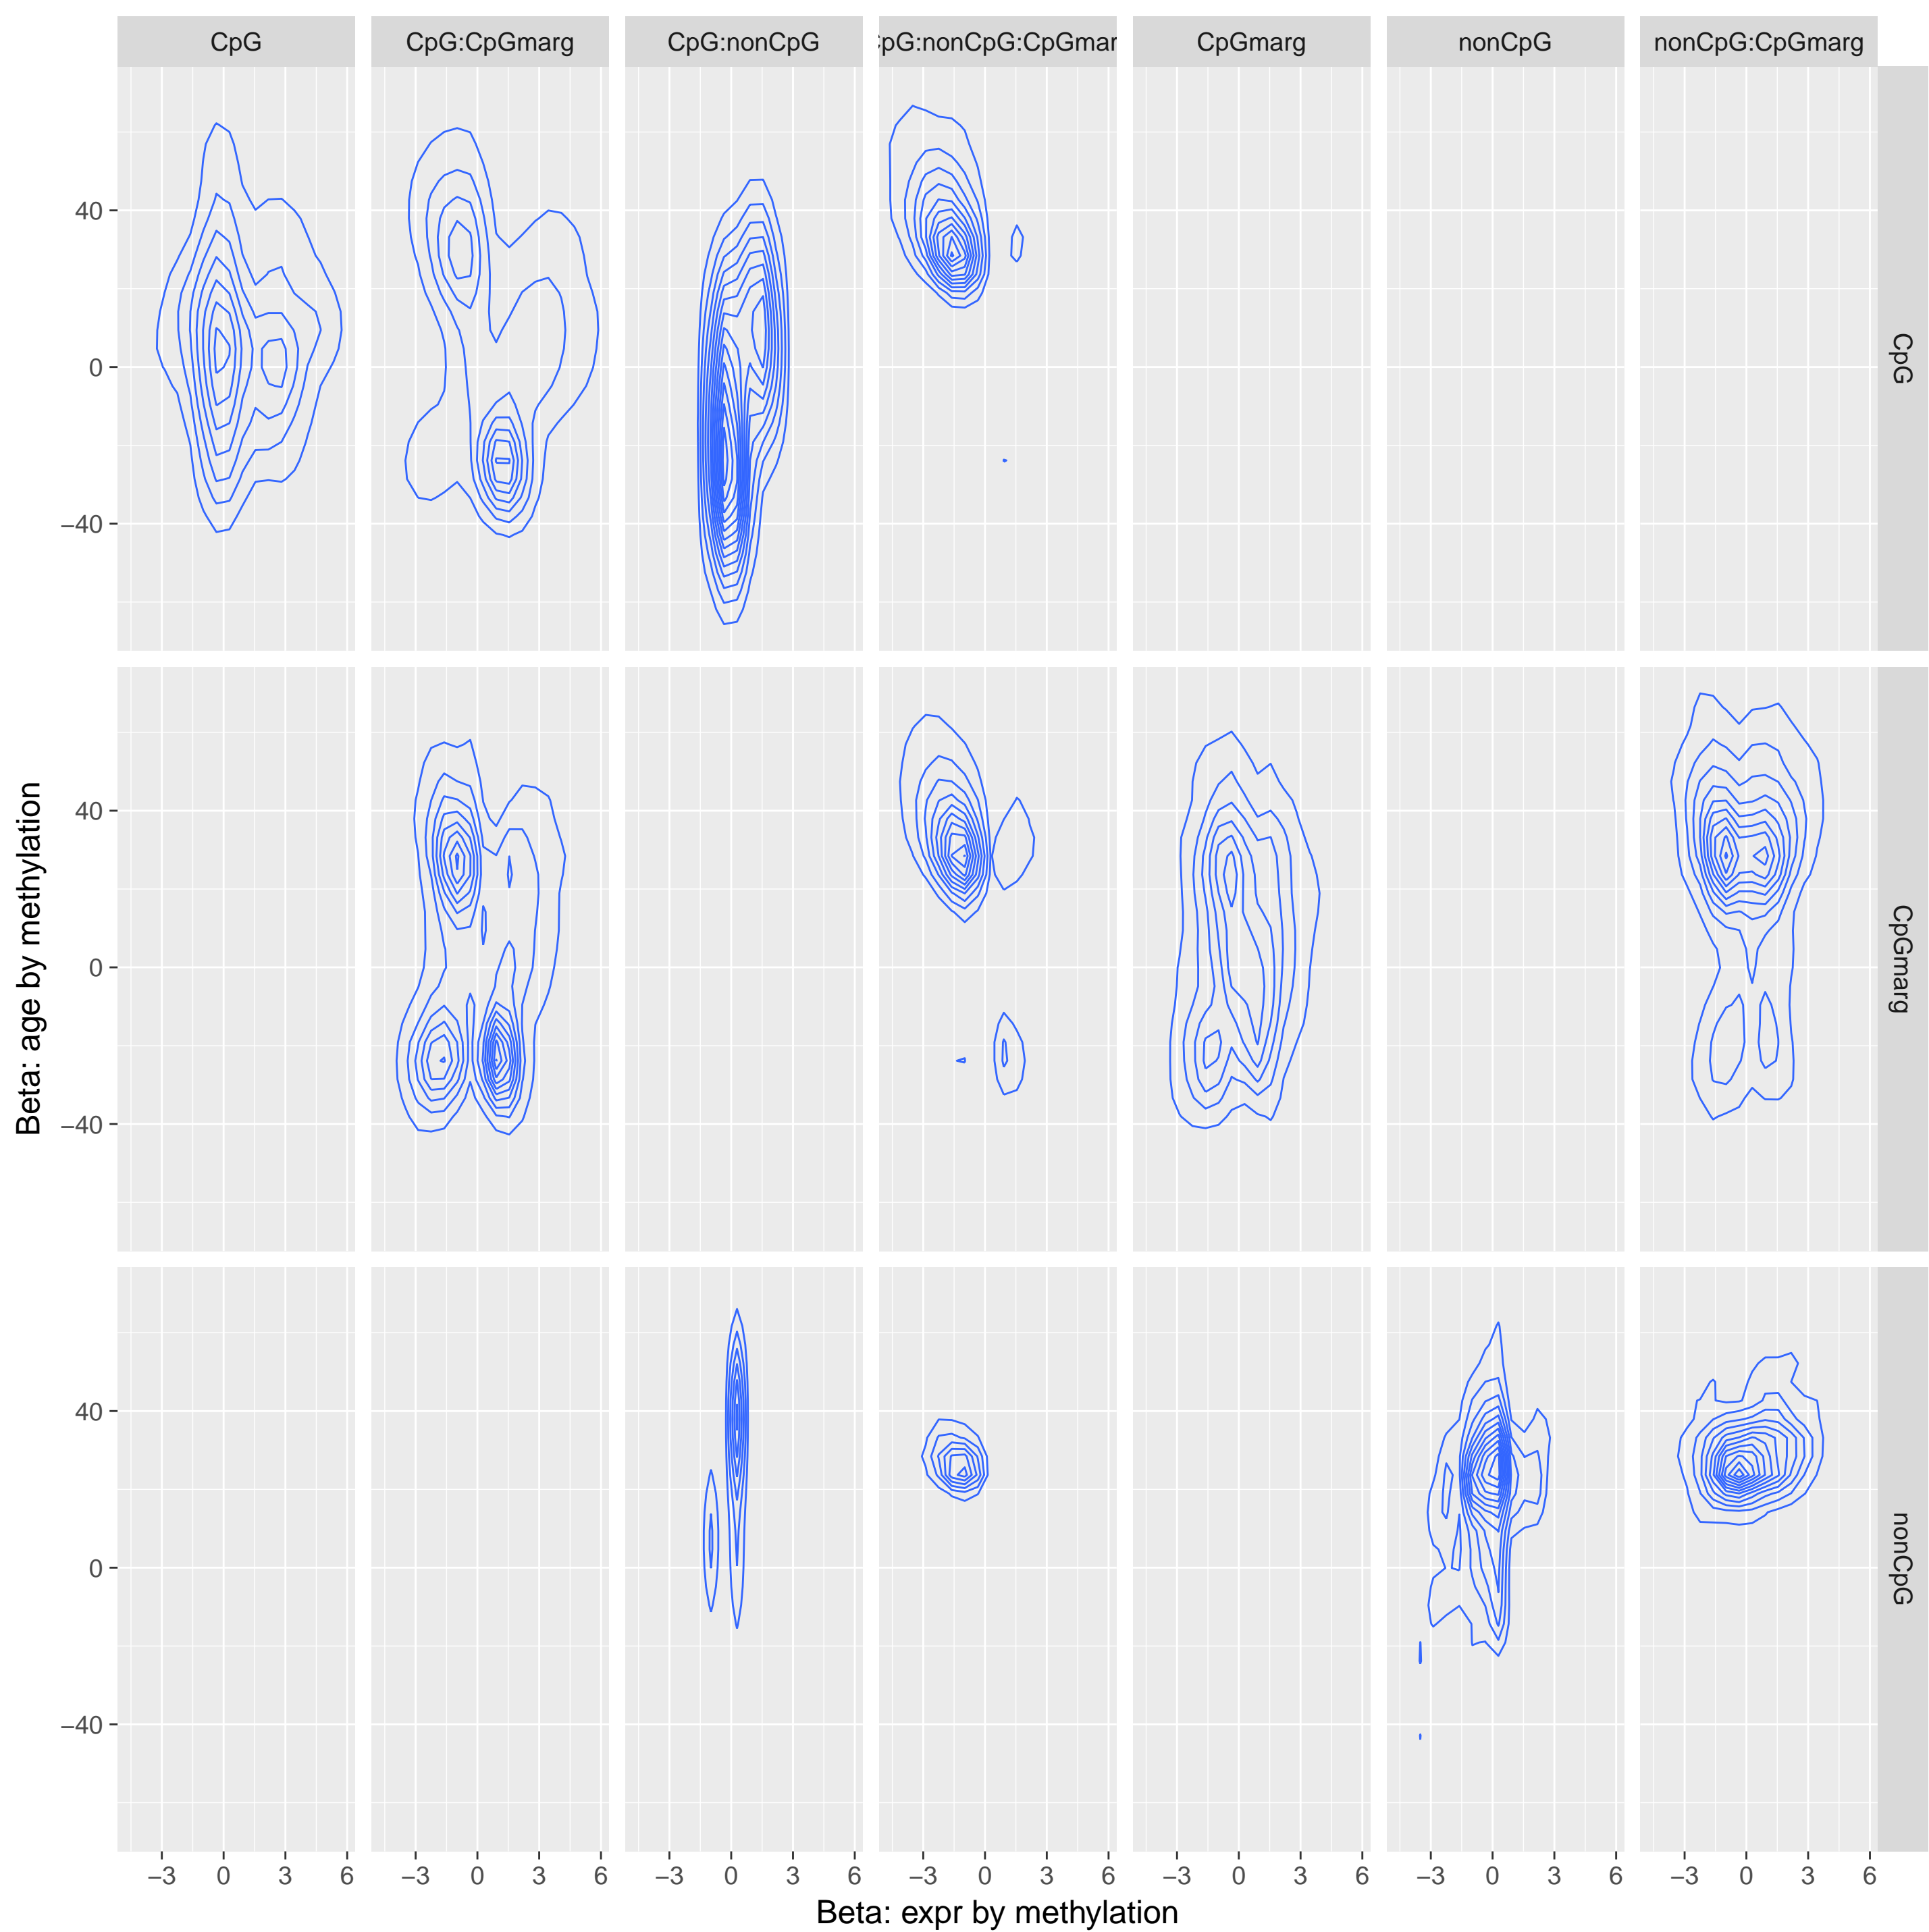 CpG CpG:CpGmarg CpG:nonCpG pG:nonCpG:CpGmar CpGmarg nonCpG nonCpG:CpGmarg
40
0
−40
CpG
40
0
−40
CpGmarg
40
0
−40
nonCpG
−3 0 3 6 −3 0 3 6 −3 0 3 6 −3 0 3 6 −3 0 3 6 −3 0 3 6 −3 0 3 6
Beta: expr by methylation
Beta: age by methylation